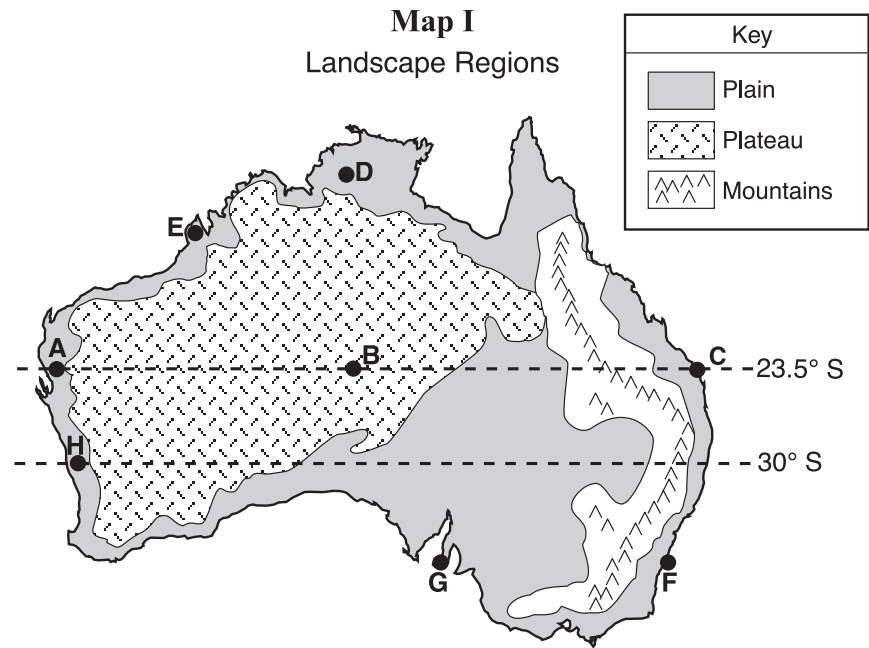 Map I
Landscape Regions
Key
Plain
Plateau
Mountains
D
E
A
B
C
23.5° S
H
30° S
G
F